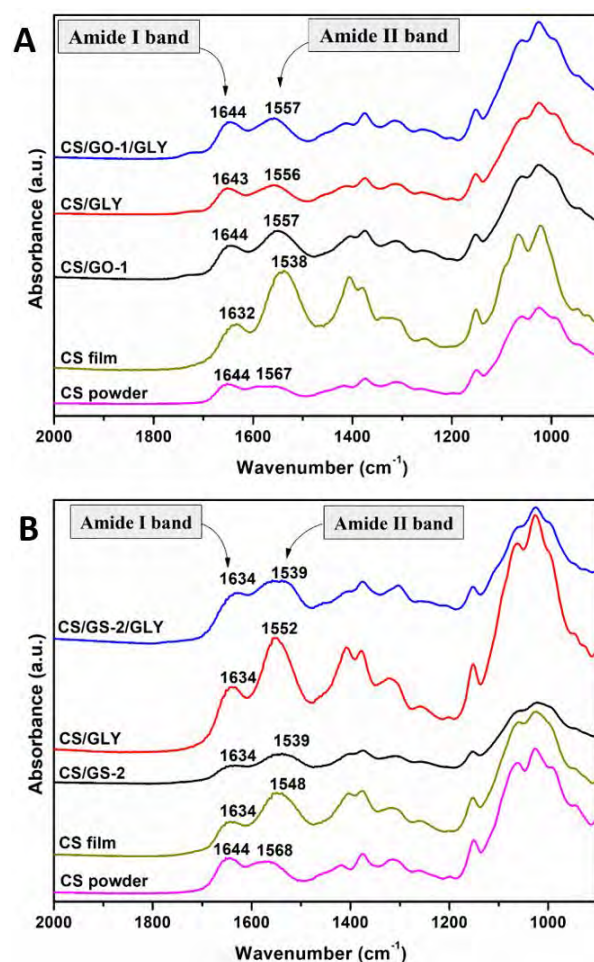 A
Amide I band
Amide II band
1644
1557
CS/GO-1/GLY
1643
1556
CS/GLY
1644
1557
CS/GO-1
1538
1632
CS film
1644
1567
CS powder
Absorbance (a.u.)
2000 1800 1600 1400 1200 1000
Wavenumber (cm⁻¹)
B
Amide I band
Amide II band
1634
1539
CS/GS-2/GLY
1552
1634
CS/GLY
1634
1539
CS/GS-2
1634
1548
CS film
1644
1568
CS powder
Absorbance (a.u.)
2000 1800 1600 1400 1200 1000
Wavenumber (cm⁻¹)